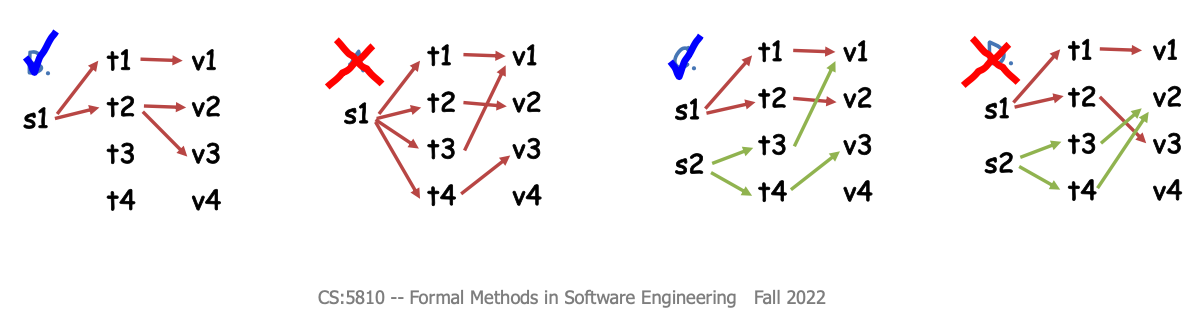 t1 v1
t2 v2
s1
t3 v3
t4 v4
t1 v1
t2 v2
s1
t3 v3
t4 v4
C.
t1 v1
t2 v2
s1
t3 v3
s2
t4 v4
D.
t1 v1
t2 v2
s1
t3 v3
s2
t4 v4
CS:5810 -- Formal Methods in Software Engineering Fall 2022